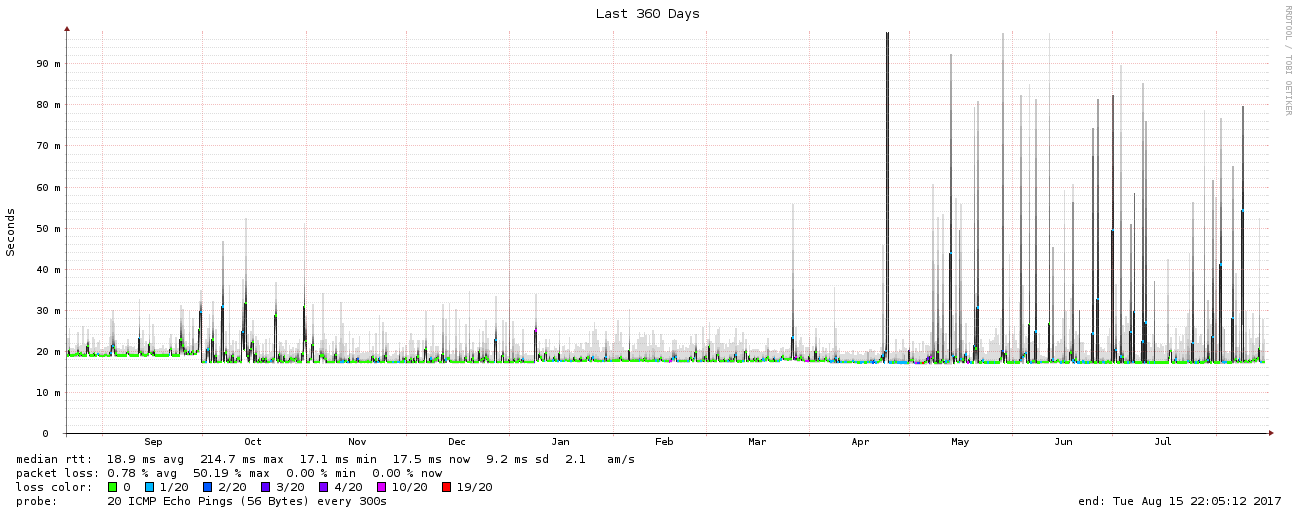 Last 360 Days
RRDTOOL / TOBI OETIKER
Seconds
90 m
80 m
70 m
60 m
50 m
40 m
30 m
20 m
10 m
0
Sep Oct Nov Dec Jan Feb Mar Apr May Jun Jul
median rtt: 18.9 ms avg 214.7 ms max 17.1 ms min 17.5 ms now 9.2 ms sd 2.1 am/s
packet loss: 0.78 % avg 50.19 % max 0.00 % min 0.00 % now
loss color: 0 1/20 2/20 3/20 4/20 10/20 19/20
probe: 20 ICMP Echo Pings (56 Bytes) every 300s end: Tue Aug 15 22:05:12 2017